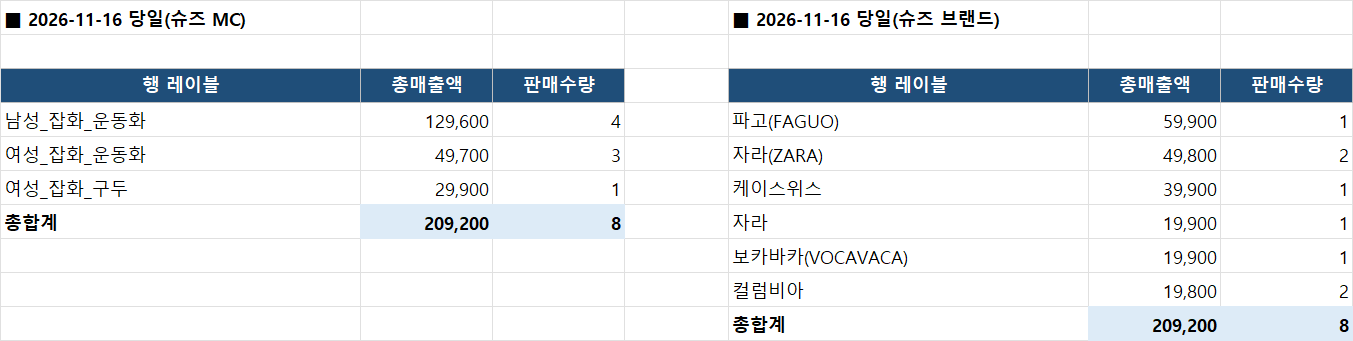 ■ 2026-11-16 당일(슈즈 MC)
행 레이블 총매출액 판매수량
남성_잡화_운동화 129,600 4
여성_잡화_운동화 49,700 3
여성_잡화_구두 29,900 1
총합계 209,200 8
■ 2026-11-16 당일(슈즈 브랜드)
행 레이블 총매출액 판매수량
파고(FAGUO) 59,900 1
자라(ZARA) 49,800 2
케이스위스 39,900 1
자라 19,900 1
보카바카(VOCAVACA) 19,900 1
컬럼비아 19,800 2
총합계 209,200 8